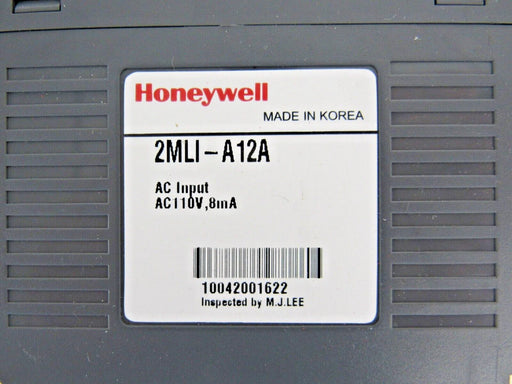 Honeywell
MADE IN KOREA
2MLI-A12A
AC Input
AC110V,8mA
10042001622
Inspected by M.J.LEE